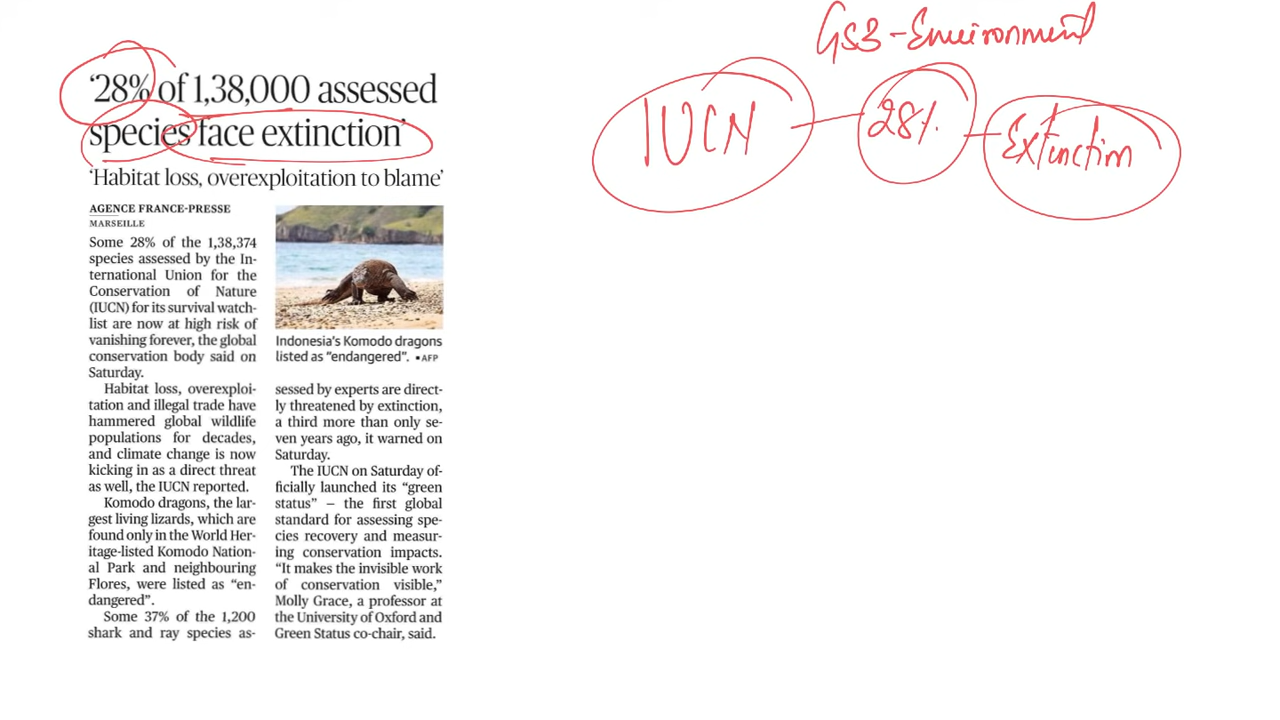 GS3 - Environment
IUCN - 28% - Extinction
‘28% of 1,38,000 assessed
species face extinction’
‘Habitat loss, overexploitation to blame’
AGENCE FRANCE-PRESSE
MARSEILLE
Some 28% of the 1,38,374
species assessed by the In-
ternational Union for the
Conservation of Nature
(IUCN) for its survival watch-
list are now at high risk of
vanishing forever, the global
conservation body said on
Saturday.
Habitat loss, overexploi-
tation and illegal trade have
hammered global wildlife
populations for decades,
and climate change is now
kicking in as a direct threat
as well, the IUCN reported.
Komodo dragons, the lar-
gest living lizards, which are
found only in the World Her-
itage-listed Komodo Nation-
al Park and neighbouring
Flores, were listed as “en-
dangered”.
Some 37% of the 1,200
shark and ray species as-
Indonesia’s Komodo dragons
listed as “endangered”. ▪ AFP
sessed by experts are direct-
ly threatened by extinction,
a third more than only se-
ven years ago, it warned on
Saturday.
The IUCN on Saturday of-
ficially launched its “green
status” – the first global
standard for assessing spe-
cies recovery and measur-
ing conservation impacts.
“It makes the invisible work
of conservation visible,”
Molly Grace, a professor at
the University of Oxford and
Green Status co-chair, said.